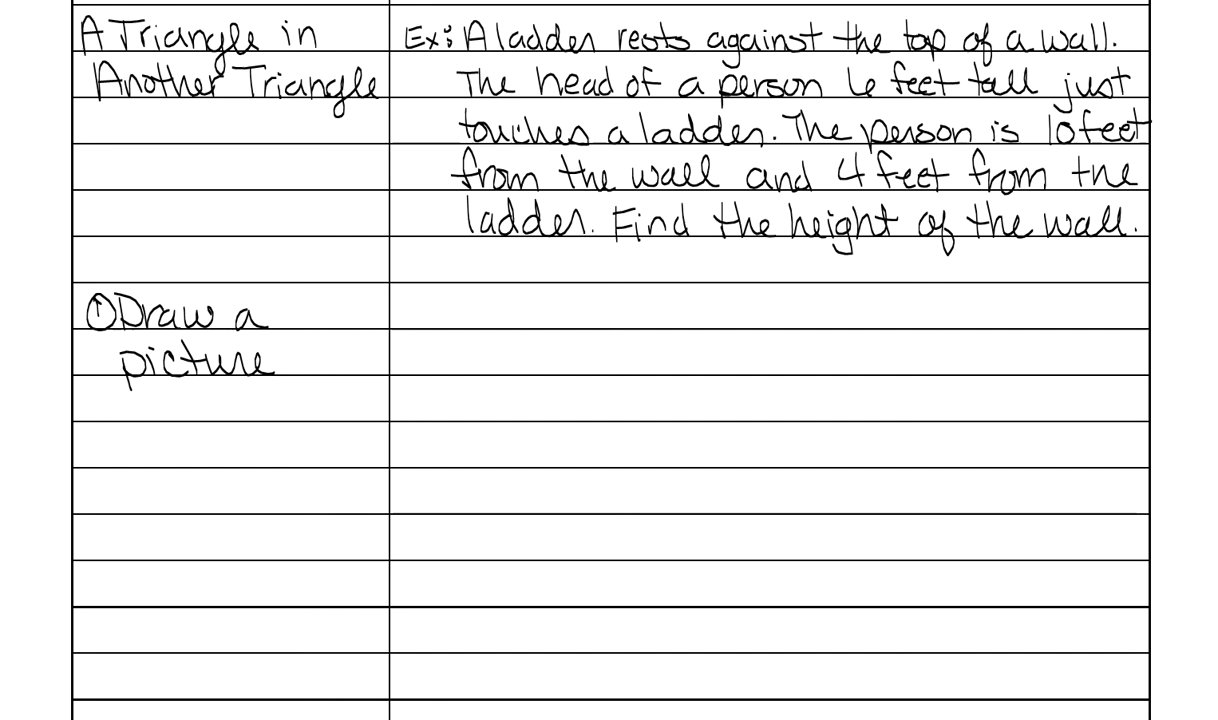 A Triangle in
Another Triangle
Ex: A ladder rests against the top of a wall.
The head of a person 6 feet tall just
touches a ladder. The person is 10 feet
from the wall and 4 feet from the
ladder. Find the height of the wall.
① Draw a
picture